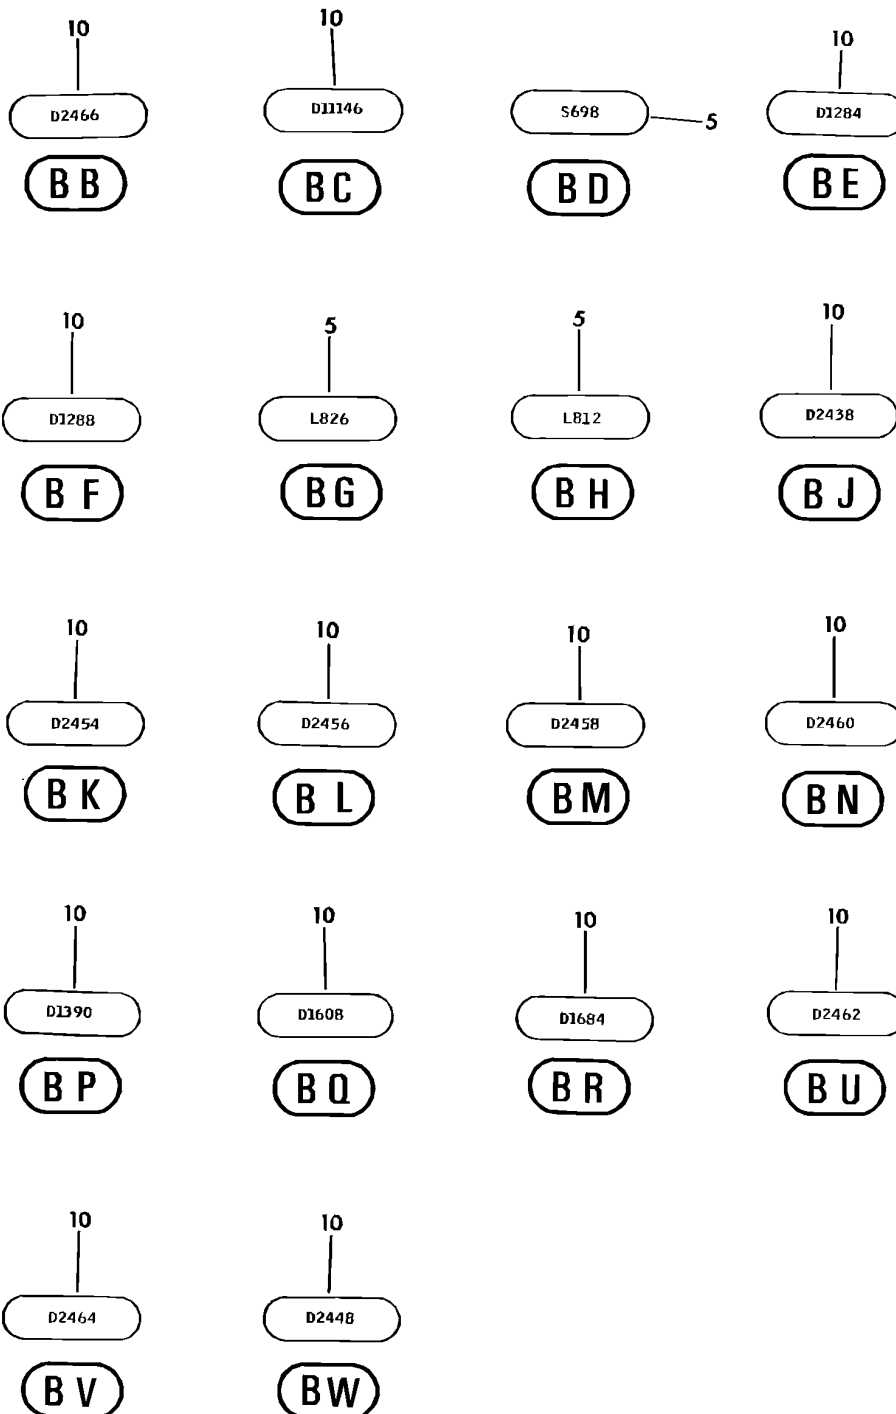 10 10 10
D2466 D11146 S698 5 D1284
BB BC BD BE
10 5 5 10
D1288 L826 L812 D2438
BF BG BH BJ
10 10 10 10
D2454 D2456 D2458 D2460
BK BL BM BN
10 10 10 10
D1390 D1608 D1684 D2462
BP BQ BR BU
10 10
D2464 D2448
BV BW